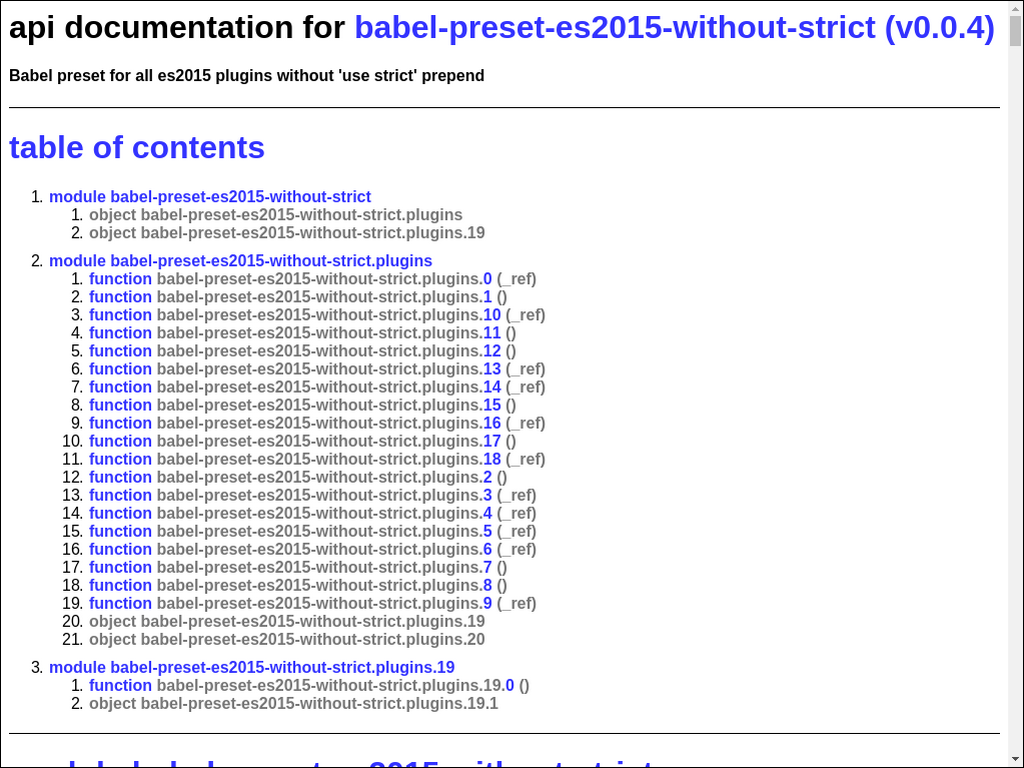 api documentation for babel-preset-es2015-without-strict (v0.0.4)
Babel preset for all es2015 plugins without 'use strict' prepend
table of contents
1. module babel-preset-es2015-without-strict
1. object babel-preset-es2015-without-strict.plugins
2. object babel-preset-es2015-without-strict.plugins.19
2. module babel-preset-es2015-without-strict.plugins
1. function babel-preset-es2015-without-strict.plugins.0 (_ref)
2. function babel-preset-es2015-without-strict.plugins.1 ()
3. function babel-preset-es2015-without-strict.plugins.10 (_ref)
4. function babel-preset-es2015-without-strict.plugins.11 ()
5. function babel-preset-es2015-without-strict.plugins.12 ()
6. function babel-preset-es2015-without-strict.plugins.13 (_ref)
7. function babel-preset-es2015-without-strict.plugins.14 (_ref)
8. function babel-preset-es2015-without-strict.plugins.15 ()
9. function babel-preset-es2015-without-strict.plugins.16 (_ref)
10. function babel-preset-es2015-without-strict.plugins.17 ()
11. function babel-preset-es2015-without-strict.plugins.18 (_ref)
12. function babel-preset-es2015-without-strict.plugins.2 ()
13. function babel-preset-es2015-without-strict.plugins.3 (_ref)
14. function babel-preset-es2015-without-strict.plugins.4 (_ref)
15. function babel-preset-es2015-without-strict.plugins.5 (_ref)
16. function babel-preset-es2015-without-strict.plugins.6 (_ref)
17. function babel-preset-es2015-without-strict.plugins.7 ()
18. function babel-preset-es2015-without-strict.plugins.8 ()
19. function babel-preset-es2015-without-strict.plugins.9 (_ref)
20. object babel-preset-es2015-without-strict.plugins.19
21. object babel-preset-es2015-without-strict.plugins.20
3. module babel-preset-es2015-without-strict.plugins.19
1. function babel-preset-es2015-without-strict.plugins.19.0 ()
2. object babel-preset-es2015-without-strict.plugins.19.1